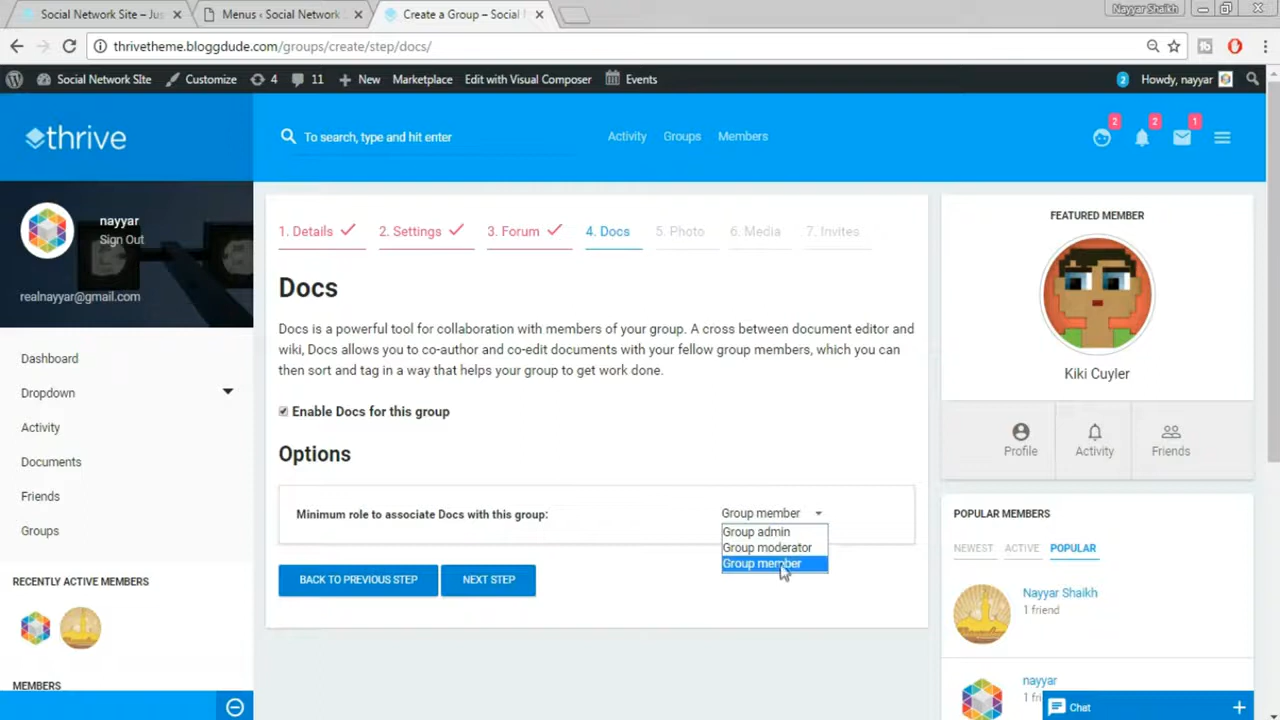 Social Network Site – Jus
Menus ‹ Social Network
Create a Group – Social
Nayyar Shaikh
thrivetheme.bloggdude.com/groups/create/step/docs/
Social Network SIte
Customize
4
11
New
Marketplace
Edit with Visual Composer
Events
2
Howdy, nayyar
thrive
To search, type and hit enter
Activity
Groups
Members
2
2
1
nayyar
Sign Out
realnayyar@gmail.com
Dashboard
Dropdown
Activity
Documents
Friends
Groups
RECENTLY ACTIVE MEMBERS
MEMBERS
1. Details
2. Settings
3. Forum
4. Docs
5. Photo
6. Media
7. Invites
Docs
Docs is a powerful tool for collaboration with members of your group. A cross between document editor and
wiki, Docs allows you to co-author and co-edit documents with your fellow group members, which you can
then sort and tag in a way that helps your group to get work done.
Enable Docs for this group
Options
Minimum role to associate Docs with this group:
Group member
Group admin
Group moderator
Group member
BACK TO PREVIOUS STEP
NEXT STEP
FEATURED MEMBER
Kiki Cuyler
Profile
Activity
Friends
POPULAR MEMBERS
NEWEST
ACTIVE
POPULAR
Nayyar Shaikh
1 friend
nayyar
Chat